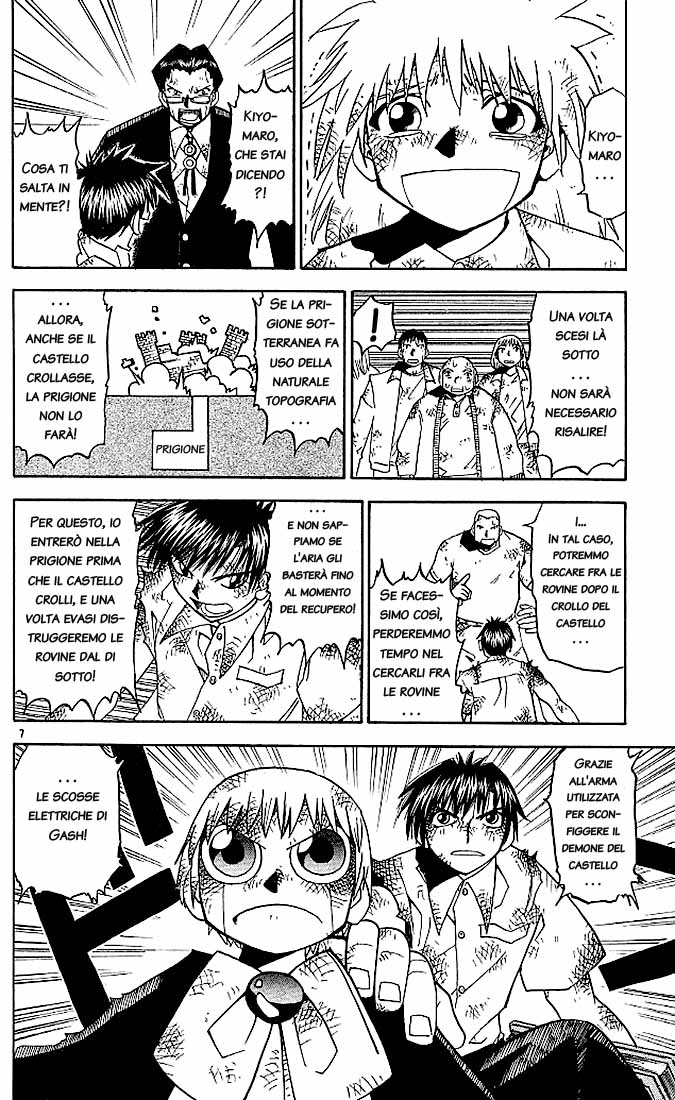 KIYO-
MARO
...
KIYO-
MARO,
CHE STAI
DICENDO
?!
COSA TI
SALTA IN
MENTE?!
UNA VOLTA
SCESI LÀ
SOTTO
...
NON SARÀ
NECESSARIO
RISALIRE!
!
SE LA PRI-
GIONE SOT-
TERRANEA FA
USO DELLA
NATURALE
TOPOGRAFIA
...
...
ALLORA,
ANCHE SE IL
CASTELLO
CROLLASSE,
LA PRIGIONE
NON LO
FARÀ!
PRIGIONE
I...
IN TAL CASO,
POTREMMO
CERCARE FRA LE
ROVINE DOPO IL
CROLLO DEL
CASTELLO
...
SE FACES-
SIMO COSÌ,
PERDEREMMO
TEMPO NEL
CERCARLI FRA
LE ROVINE
...
...
E NON SAP-
PIAMO SE
L'ARIA GLI
BASTERÀ FINO
AL MOMENTO
DEL RECUPERO!
PER QUESTO, IO
ENTRERÒ NELLA
PRIGIONE PRIMA
CHE IL CASTELLO
CROLLI, E UNA
VOLTA EVASI DIS-
TRUGGEREMO LE
ROVINE DAL DI
SOTTO!
7
GRAZIE
ALL'ARMA
UTILIZZATA
PER SCON-
FIGGERE IL
DEMONE DEL
CASTELLO
...
...
LE SCOSSE
ELETTRICHE DI
GASH!